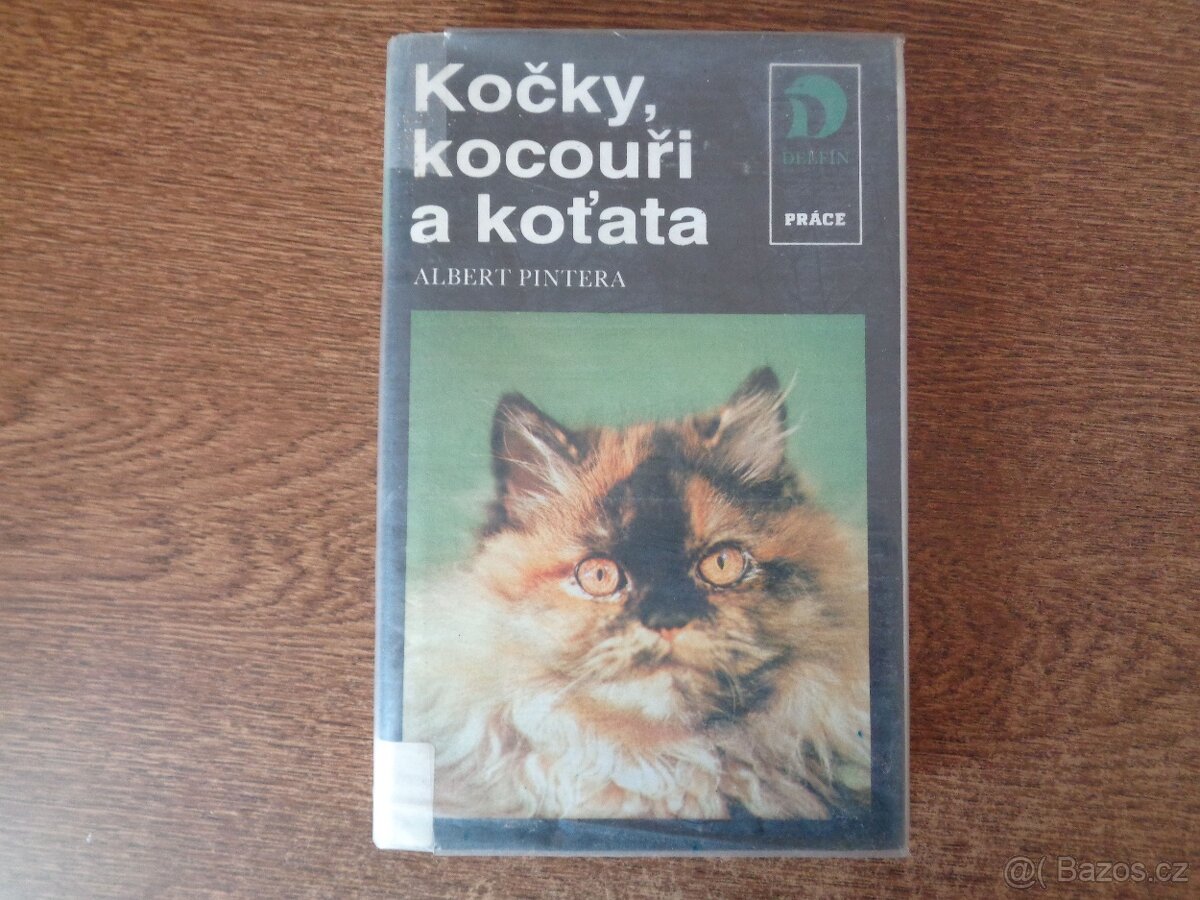 Kočky,
kocouři
a koťata
ALBERT PINTERA
DELFÍN
PRÁCE
@( Bazos.cz